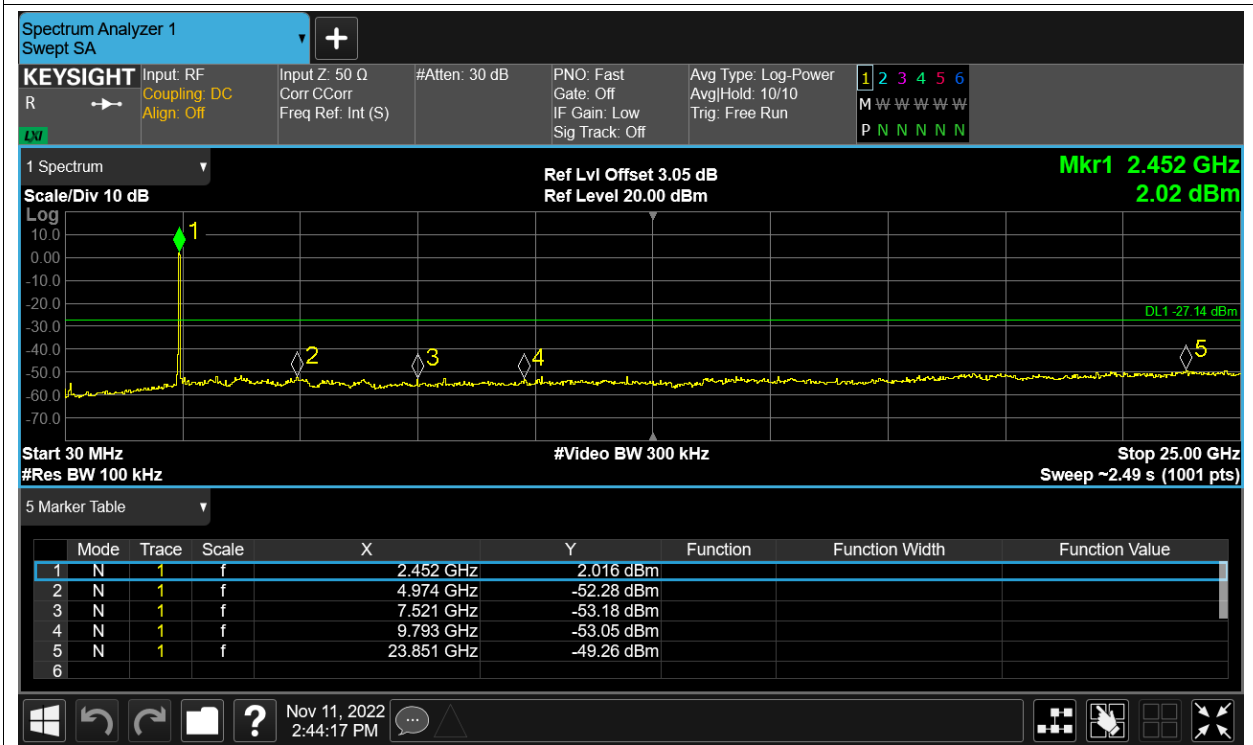 Spectrum Analyzer 1
Swept SA
+
KEYSIGHT
R
LXI
Input: RF
Coupling: DC
Align: Off
Input Z: 50 Ω
Corr CCorr
Freq Ref: Int (S)
#Atten: 30 dB
PNO: Fast
Gate: Off
IF Gain: Low
Sig Track: Off
Avg Type: Log-Power
Avg|Hold: 10/10
Trig: Free Run
1 2 3 4 5 6
M W W W W W
P N N N N N
1 Spectrum
Scale/Div 10 dB
Ref Lvl Offset 3.05 dB
Ref Level 20.00 dBm
Mkr1 2.452 GHz
2.02 dBm
Log
10.0
0.00
-10.0
-20.0
-30.0
-40.0
-50.0
-60.0
-70.0
1
2
3
4
5
DL1 -27.14 dBm
Start 30 MHz
#Res BW 100 kHz
#Video BW 300 kHz
Stop 25.00 GHz
Sweep ~2.49 s (1001 pts)
5 Marker Table
Mode Trace Scale X Y Function Function Width Function Value
1 N 1 f 2.452 GHz 2.016 dBm
2 N 1 f 4.974 GHz -52.28 dBm
3 N 1 f 7.521 GHz -53.18 dBm
4 N 1 f 9.793 GHz -53.05 dBm
5 N 1 f 23.851 GHz -49.26 dBm
6
?
Nov 11, 2022
2:44:17 PM